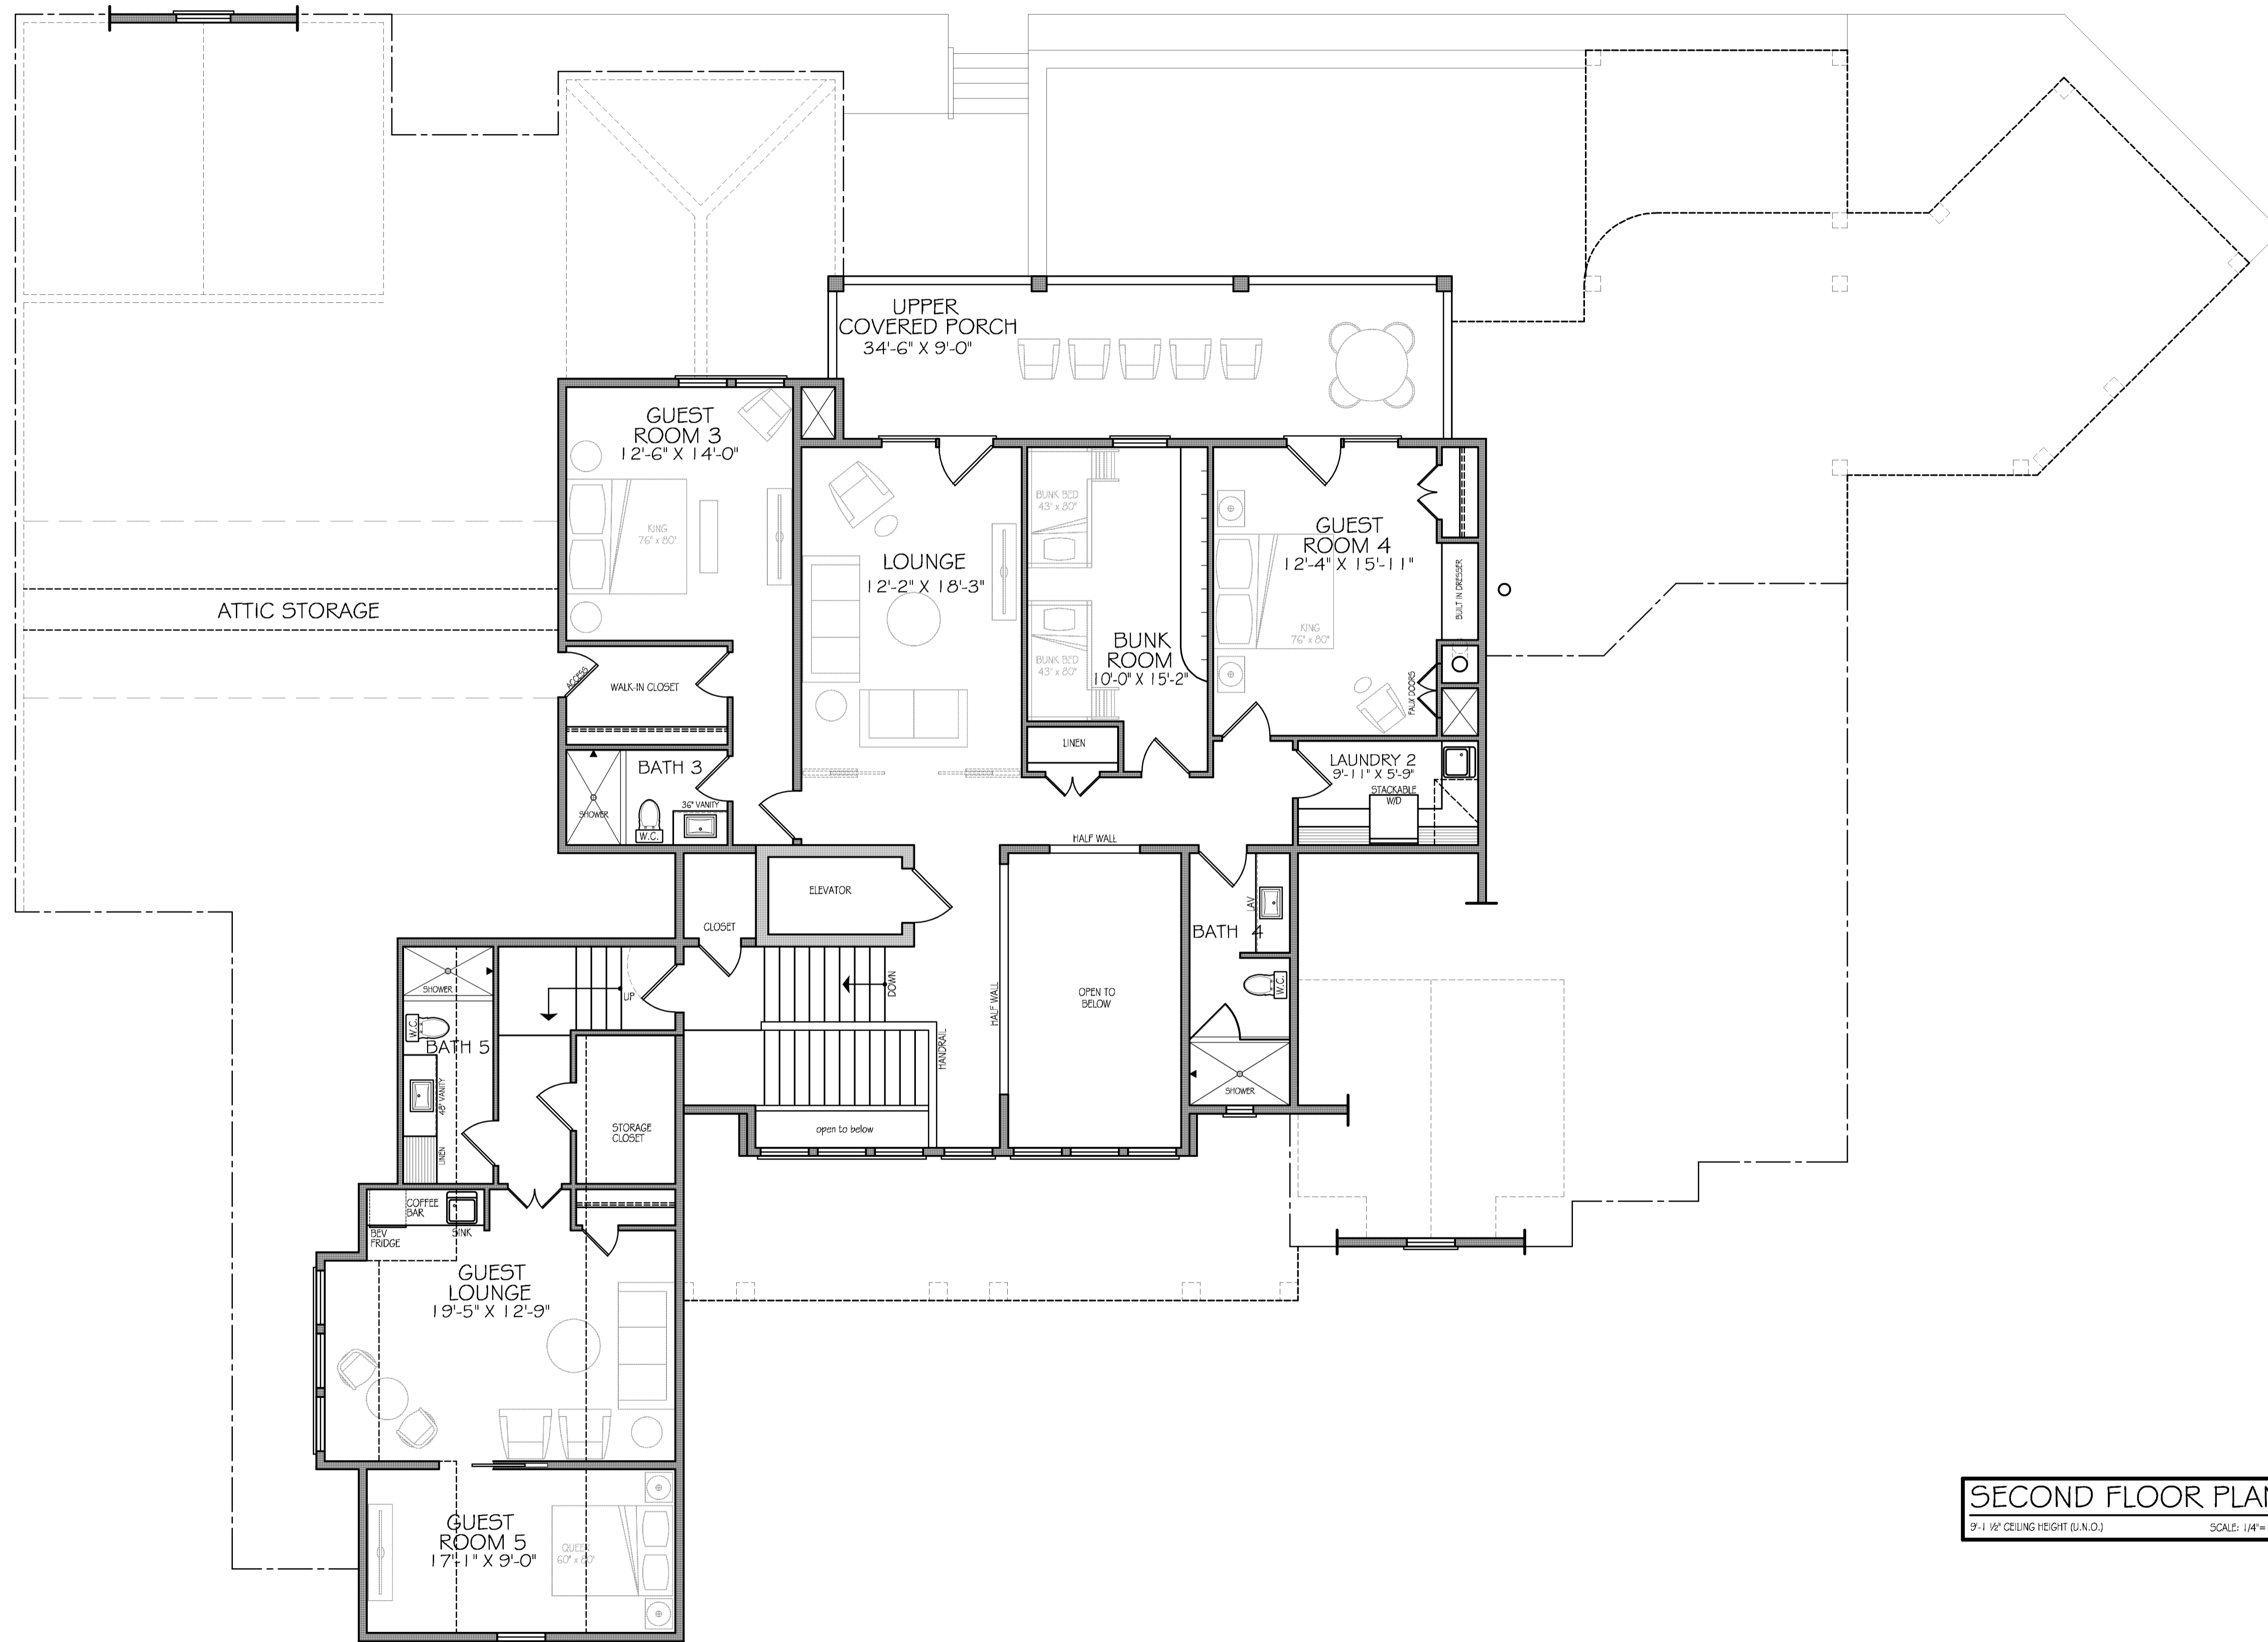 UPPER
COVERED PORCH
34'-6" X 9'-0"
GUEST
ROOM 3
12'-6" X 14'-0"
KING
76" x 80"
LOUNGE
12'-2" X 18'-3"
BUNK BED
43" x 80"
BUNK BED
43" x 80"
BUNK
ROOM
10'-0" X 15'-2"
GUEST
ROOM 4
12'-4" X 15'-11"
KING
76" x 80"
BUILT IN DRESSER
FAUX DOORS
ATTIC STORAGE
ACCESS
WALK-IN CLOSET
LINEN
BATH 3
SHOWER
W.C.
36" VANITY
LAUNDRY 2
9'-11" X 5'-9"
STACKABLE
W/D
HALF WALL
ELEVATOR
CLOSET
LAV
BATH 4
W.C.
SHOWER
OPEN TO
BELOW
HALF WALL
HANDRAIL
DOWN
UP
open to below
SHOWER
W.C.
BATH 5
48" VANITY
LINEN
STORAGE
CLOSET
COFFEE
BAR
SINK
BEV
FRIDGE
GUEST
LOUNGE
19'-5" X 12'-9"
GUEST
ROOM 5
17'-1" X 9'-0"
QUEEN
60" x 80"
SECOND FLOOR PLAN
9'-1 ½" CEILING HEIGHT (U.N.O.)
SCALE: 1/4"=